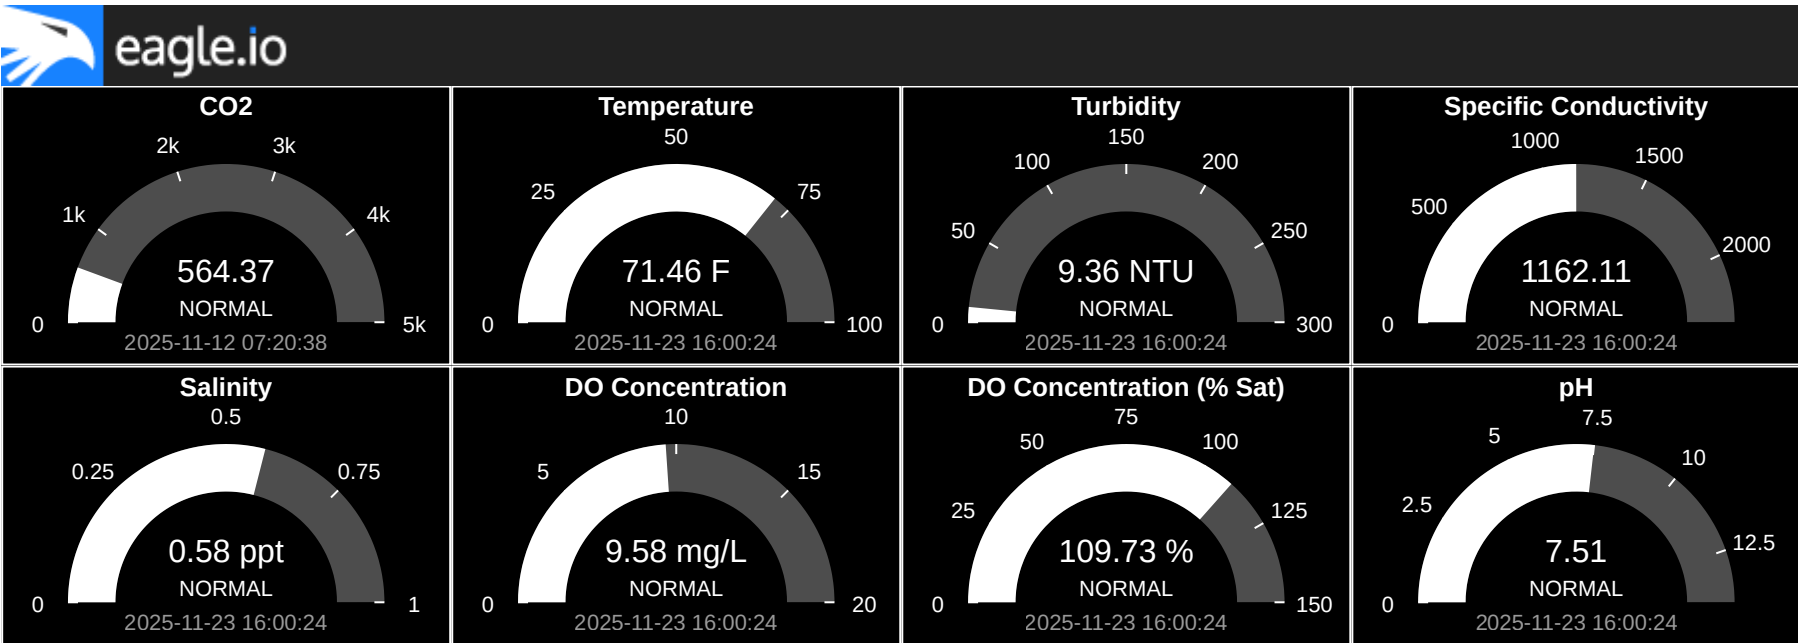 eagle.io
CO2
0
1k
2k
3k
4k
5k
564.37
NORMAL
2025-11-12 07:20:38
Temperature
0
25
50
75
100
71.46 F
NORMAL
2025-11-23 16:00:24
Turbidity
0
50
100
150
200
250
300
9.36 NTU
NORMAL
2025-11-23 16:00:24
Specific Conductivity
0
500
1000
1500
2000
1162.11
NORMAL
2025-11-23 16:00:24
Salinity
0
0.25
0.5
0.75
1
0.58 ppt
NORMAL
2025-11-23 16:00:24
DO Concentration
0
5
10
15
20
9.58 mg/L
NORMAL
2025-11-23 16:00:24
DO Concentration (% Sat)
0
25
50
75
100
125
150
109.73 %
NORMAL
2025-11-23 16:00:24
pH
0
2.5
5
7.5
10
12.5
7.51
NORMAL
2025-11-23 16:00:24